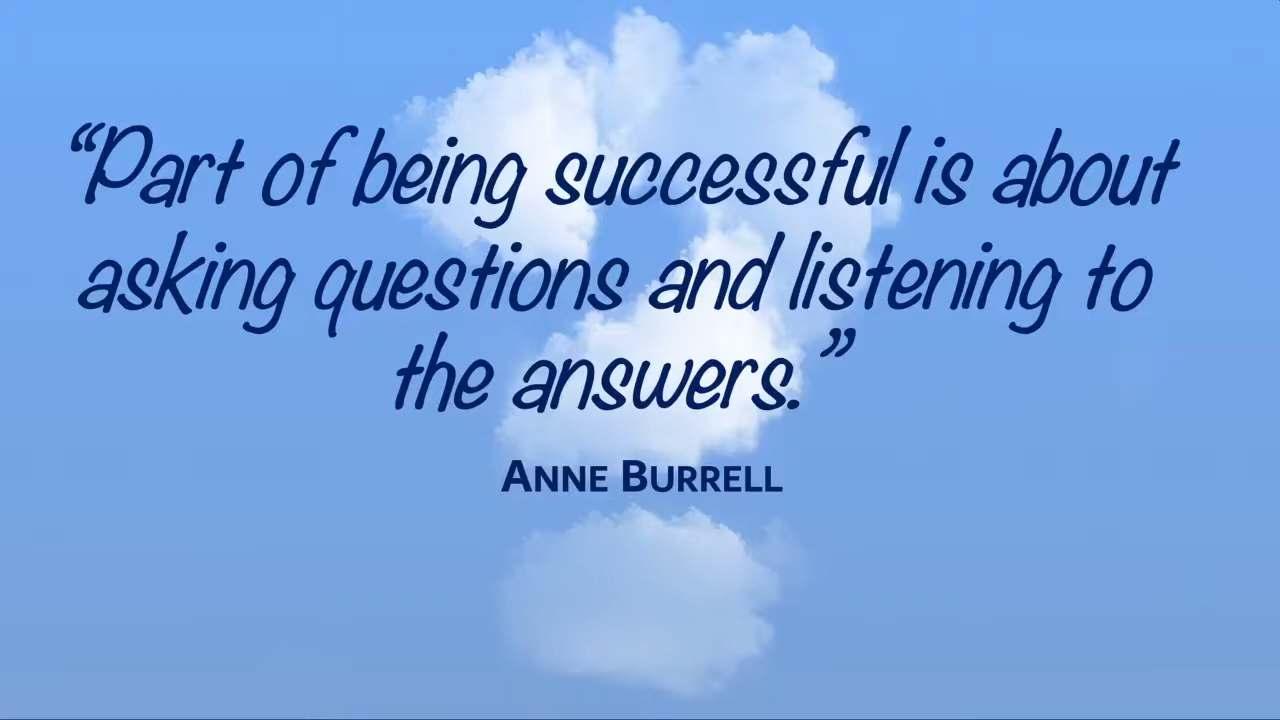 “Part of being successful is about
asking questions and listening to
the answers.”
ANNE BURRELL